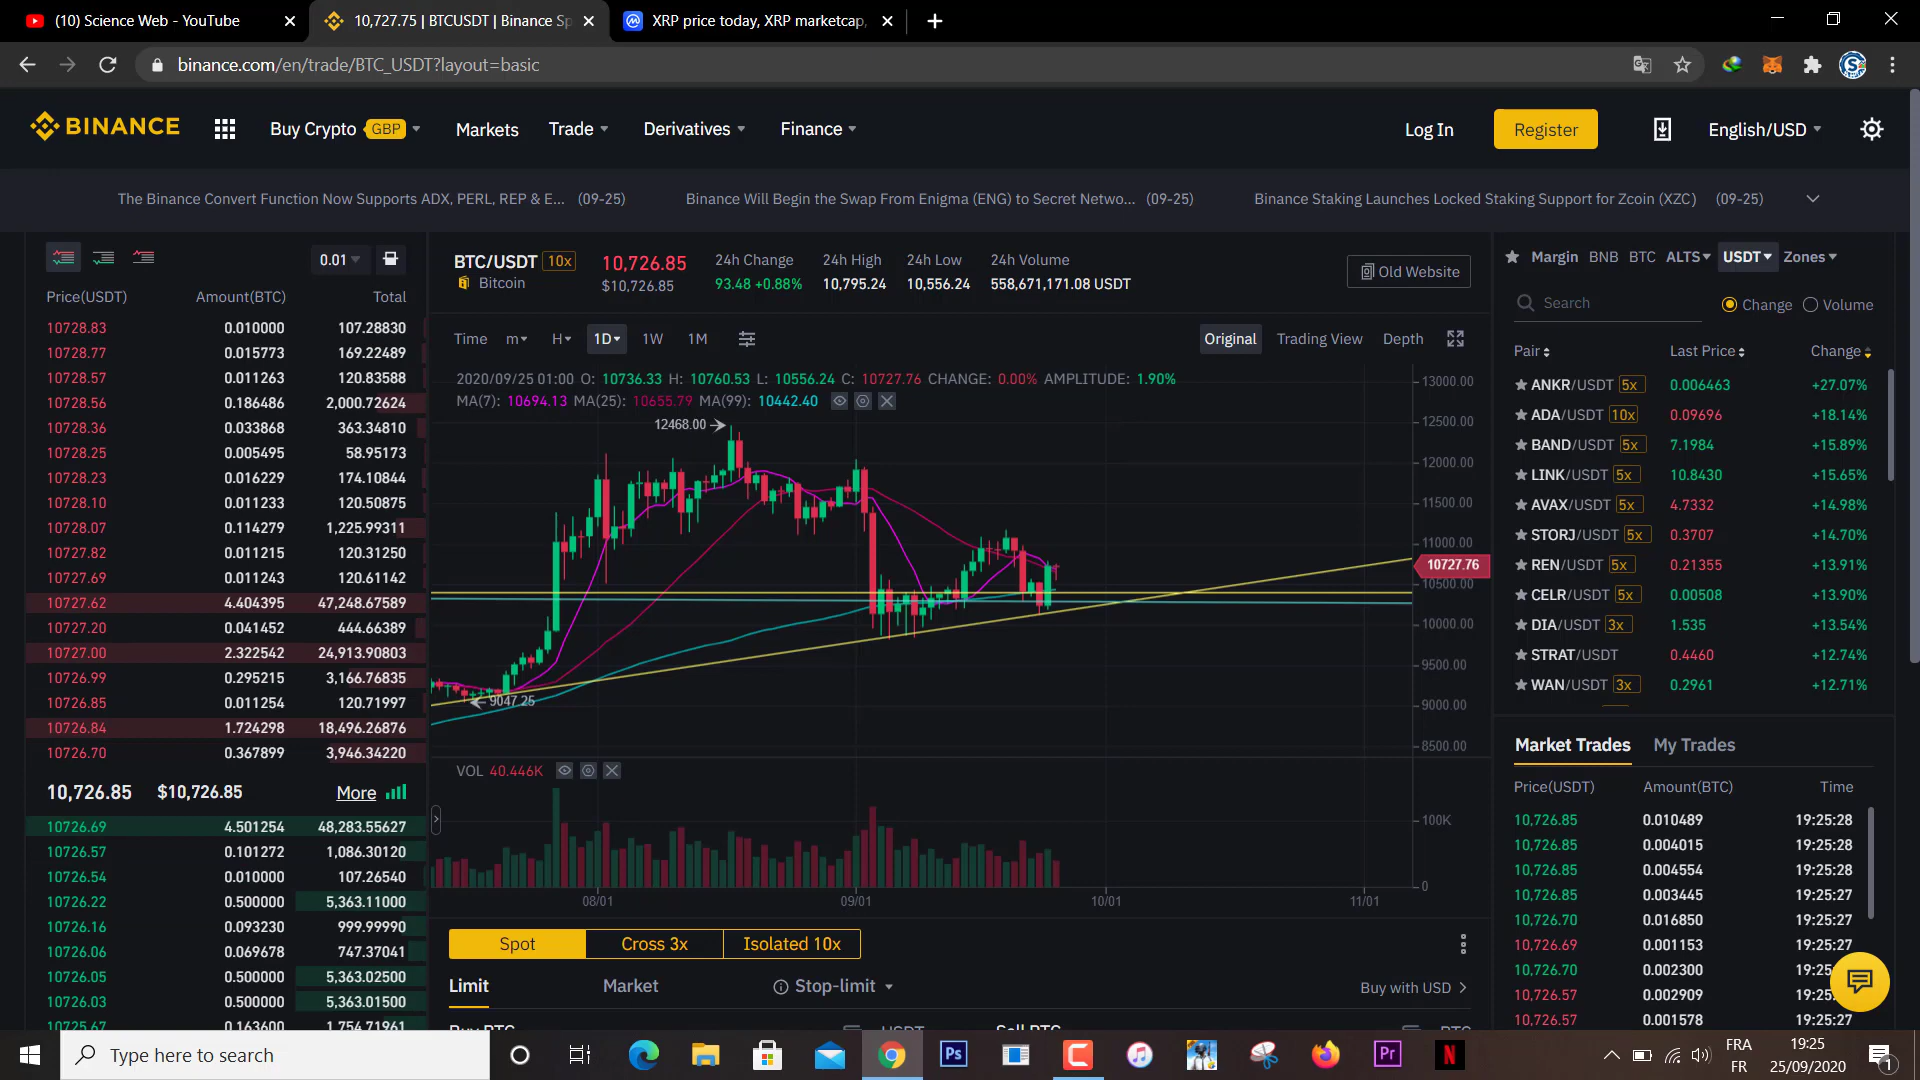 (10) Science Web - YouTube
10,727.75 | BTCUSDT | Binance Sp
XRP price today, XRP marketcap,
binance.com/en/trade/BTC_USDT?layout=basic
BINANCE
Buy Crypto GBP
Markets
Trade
Derivatives
Finance
Log In
Register
English/USD
The Binance Convert Function Now Supports ADX, PERL, REP & E... (09-25)
Binance Will Begin the Swap From Enigma (ENG) to Secret Netwo... (09-25)
Binance Staking Launches Locked Staking Support for Zcoin (XZC) (09-25)
0.01
Price(USDT) Amount(BTC) Total
10728.83 0.010000 107.28830
10728.77 0.015773 169.22489
10728.57 0.011263 120.83588
10728.56 0.186486 2,000.72624
10728.36 0.033868 363.34810
10728.25 0.005495 58.95173
10728.23 0.016229 174.10844
10728.10 0.011233 120.50875
10728.07 0.114279 1,225.99311
10727.82 0.011215 120.31250
10727.69 0.011243 120.61142
10727.62 4.404395 47,248.67589
10727.20 0.041452 444.66389
10727.00 2.322542 24,913.90803
10726.99 0.295215 3,166.76835
10726.85 0.011254 120.71997
10726.84 1.724298 18,496.26876
10726.70 0.367899 3,946.34220
10,726.85 $10,726.85 More
10726.69 4.501254 48,283.55627
10726.57 0.101272 1,086.30120
10726.54 0.010000 107.26540
10726.22 0.500000 5,363.11000
10726.16 0.093230 999.99990
10726.06 0.069678 747.37041
10726.05 0.500000 5,363.02500
10726.03 0.500000 5,363.01500
10725.67 0.163600 1,754.71961
BTC/USDT 10x
Bitcoin
10,726.85
$10,726.85
24h Change
93.48 +0.88%
24h High
10,795.24
24h Low
10,556.24
24h Volume
558,671,171.08 USDT
Old Website
Time m H 1D 1W 1M
Original Trading View Depth
2020/09/25 01:00 O: 10736.33 H: 10760.53 L: 10556.24 C: 10727.76 CHANGE: 0.00% AMPLITUDE: 1.90%
MA(7): 10694.13 MA(25): 10655.79 MA(99): 10442.40
12468.00
9047.25
13000.00
12500.00
12000.00
11500.00
11000.00
10727.76
10500.00
10000.00
9500.00
9000.00
8500.00
VOL 40.446K
100K
0
08/01 09/01 10/01 11/01
Spot Cross 3x Isolated 10x
Limit Market Stop-limit
Buy with USD
Buy BTC USDT Sell BTC BTC
Margin BNB BTC ALTS USDT Zones
Search
Change Volume
Pair Last Price Change
ANKR/USDT 5x 0.006463 +27.07%
ADA/USDT 10x 0.09696 +18.14%
BAND/USDT 5x 7.1984 +15.89%
LINK/USDT 5x 10.8430 +15.65%
AVAX/USDT 5x 4.7332 +14.98%
STORJ/USDT 5x 0.3707 +14.70%
REN/USDT 5x 0.21355 +13.91%
CELR/USDT 5x 0.00508 +13.90%
DIA/USDT 3x 1.535 +13.54%
STRAT/USDT 0.4460 +12.74%
WAN/USDT 3x 0.2961 +12.71%
Market Trades My Trades
Price(USDT) Amount(BTC) Time
10,726.85 0.010489 19:25:28
10,726.85 0.004015 19:25:28
10,726.85 0.004554 19:25:28
10,726.85 0.003445 19:25:27
10,726.70 0.016850 19:25:27
10,726.69 0.001153 19:25:27
10,726.70 0.002300 19:25:
10,726.57 0.002909 19:25:
10,726.57 0.001578 19:25:27
Type here to search
Ps
Pr
N
FRA
FR
19:25
25/09/2020
1